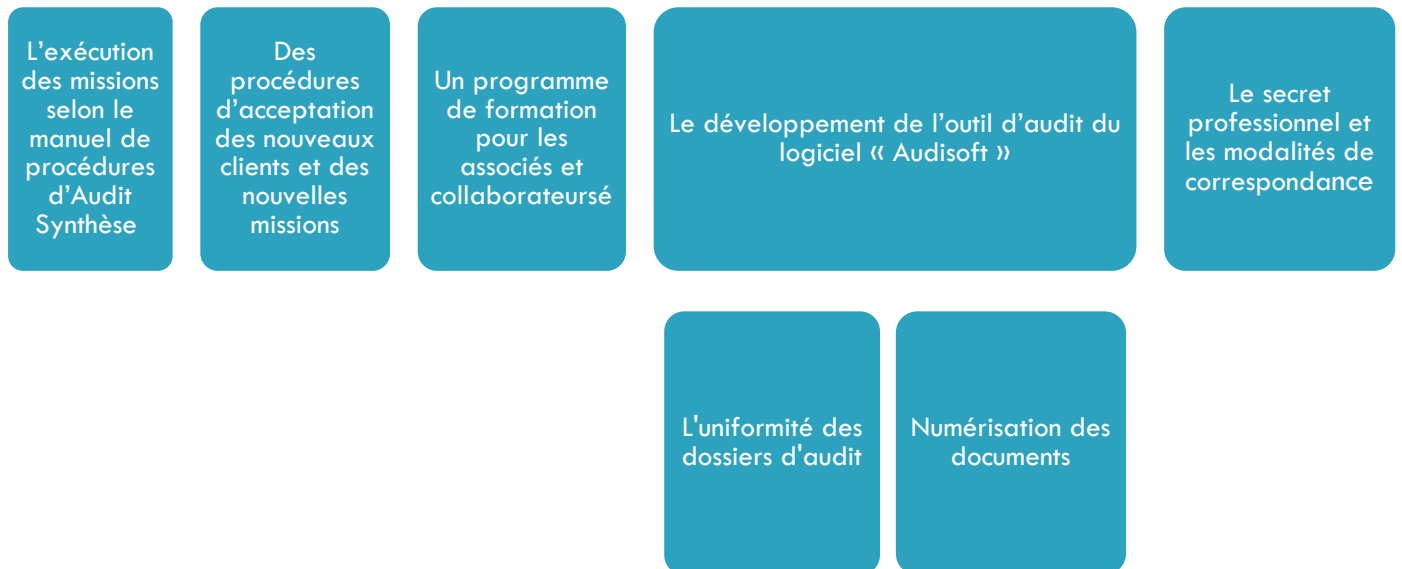 L’exécution
des missions
selon le
manuel de
procédures
d’Audit
Synthèse
Des
procédures
d’acceptation
des nouveaux
clients et des
nouvelles
missions
Un programme
de formation
pour les
associés et
collaborateursé
Le développement de l’outil d’audit du
logiciel « Audisoft »
Le secret
professionnel et
les modalités de
correspondance
L'uniformité des
dossiers d'audit
Numérisation des
documents